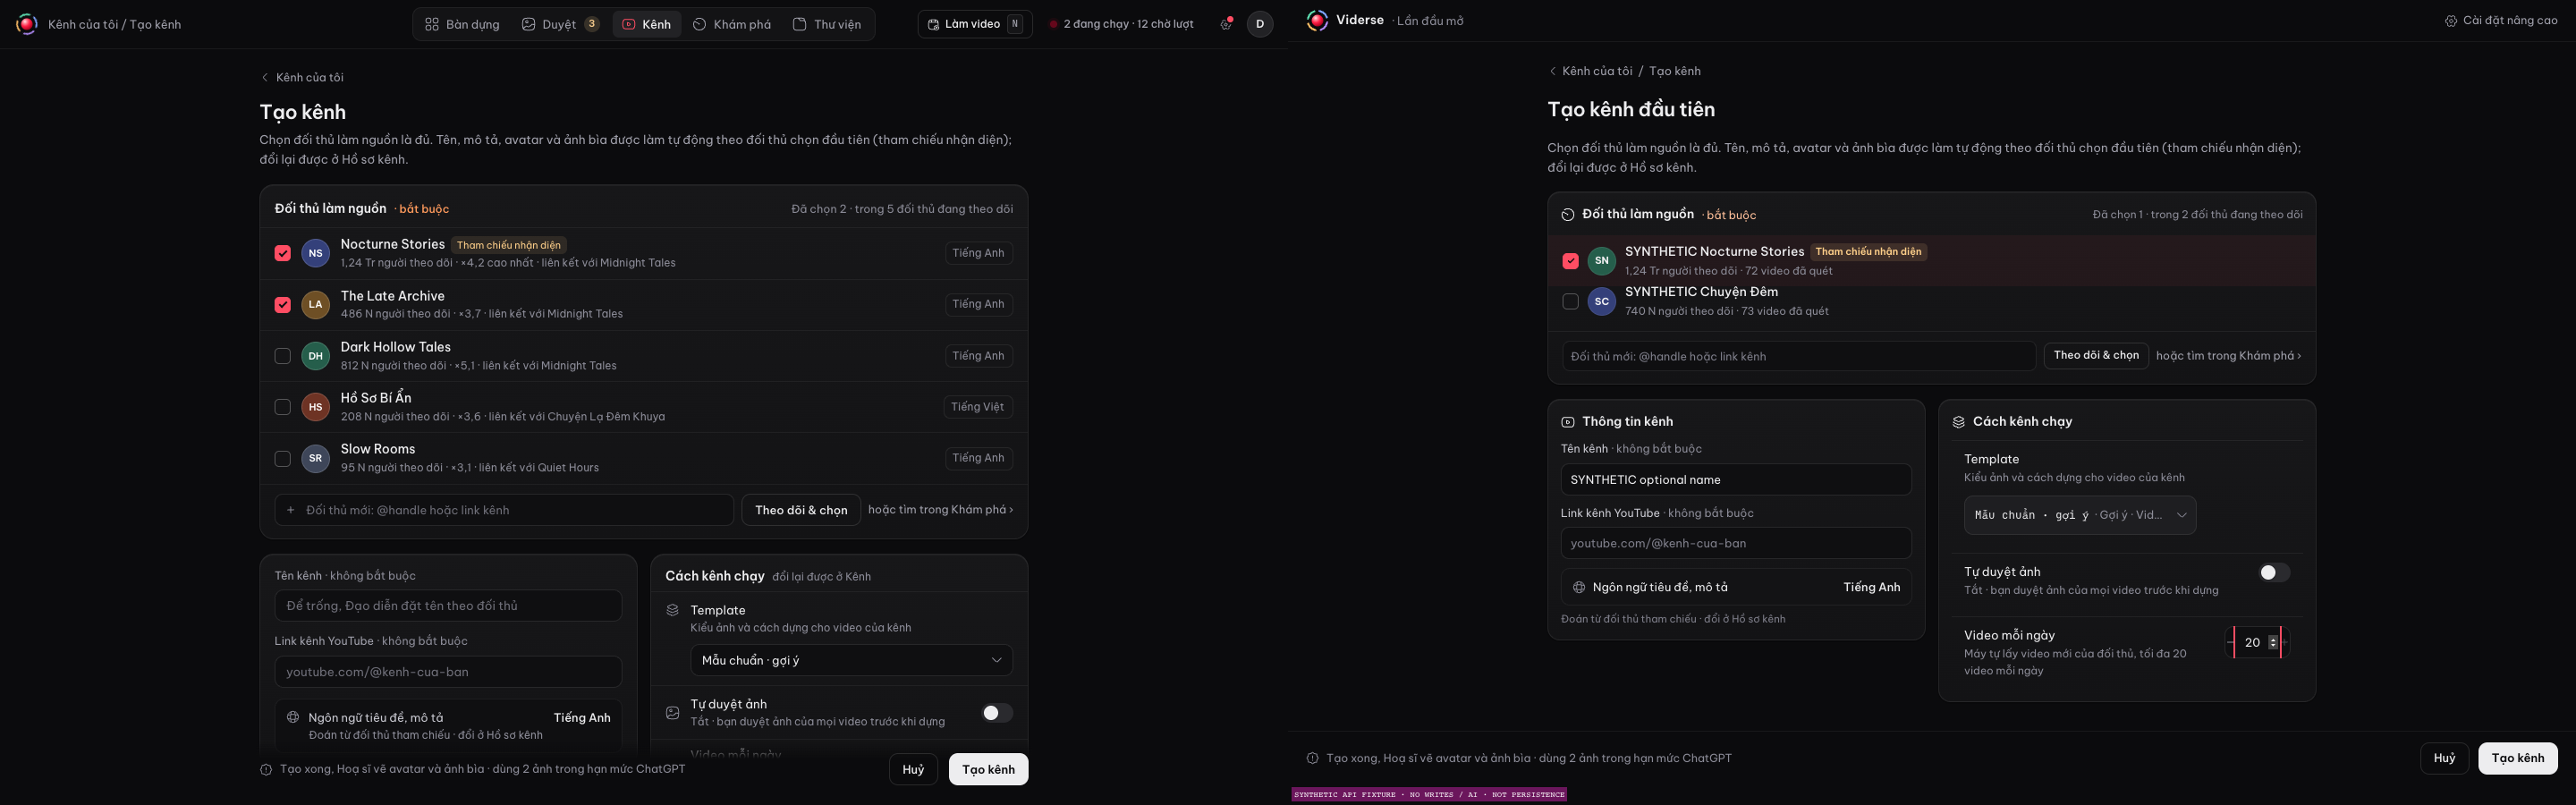 Kênh của tôi / Tạo kênh
Bàn dựng
Duyệt 3
Kênh
Khám phá
Thư viện
Làm video N
2 đang chạy · 12 chờ lượt
D
Kênh của tôi
Tạo kênh
Chọn đối thủ làm nguồn là đủ. Tên, mô tả, avatar và ảnh bìa được làm tự động theo đối thủ chọn đầu tiên (tham chiếu nhận diện);
đổi lại được ở Hồ sơ kênh.
Đối thủ làm nguồn · bắt buộc
Đã chọn 2 · trong 5 đối thủ đang theo dõi
NS
Nocturne Stories Tham chiếu nhận diện
1,24 Tr người theo dõi · ×4,2 cao nhất · liên kết với Midnight Tales
Tiếng Anh
LA
The Late Archive
486 N người theo dõi · ×3,7 · liên kết với Midnight Tales
Tiếng Anh
DH
Dark Hollow Tales
812 N người theo dõi · ×5,1 · liên kết với Midnight Tales
Tiếng Anh
HS
Hồ Sơ Bí Ẩn
208 N người theo dõi · ×3,6 · liên kết với Chuyện Lạ Đêm Khuya
Tiếng Việt
SR
Slow Rooms
95 N người theo dõi · ×3,1 · liên kết với Quiet Hours
Tiếng Anh
+ Đối thủ mới: @handle hoặc link kênh
Theo dõi & chọn
hoặc tìm trong Khám phá ›
Tên kênh · không bắt buộc
Để trống, Đạo diễn đặt tên theo đối thủ
Link kênh YouTube · không bắt buộc
youtube.com/@kenh-cua-ban
Ngôn ngữ tiêu đề, mô tả
Tiếng Anh
Đoán từ đối thủ tham chiếu · đổi ở Hồ sơ kênh
Cách kênh chạy đổi lại được ở Kênh
Template
Kiểu ảnh và cách dựng cho video của kênh
Mẫu chuẩn · gợi ý
Tự duyệt ảnh
Tắt · bạn duyệt ảnh của mọi video trước khi dựng
Video mỗi ngày
Tạo xong, Hoạ sĩ vẽ avatar và ảnh bìa · dùng 2 ảnh trong hạn mức ChatGPT
Huỷ
Tạo kênh
Viderse · Lần đầu mở
Cài đặt nâng cao
Kênh của tôi / Tạo kênh
Tạo kênh đầu tiên
Chọn đối thủ làm nguồn là đủ. Tên, mô tả, avatar và ảnh bìa được làm tự động theo đối thủ chọn đầu tiên (tham chiếu nhận diện);
đổi lại được ở Hồ sơ kênh.
Đối thủ làm nguồn · bắt buộc
Đã chọn 1 · trong 2 đối thủ đang theo dõi
SN
SYNTHETIC Nocturne Stories Tham chiếu nhận diện
1,24 Tr người theo dõi · 72 video đã quét
SC
SYNTHETIC Chuyện Đêm
740 N người theo dõi · 73 video đã quét
Đối thủ mới: @handle hoặc link kênh
Theo dõi & chọn
hoặc tìm trong Khám phá ›
Thông tin kênh
Tên kênh · không bắt buộc
SYNTHETIC optional name
Link kênh YouTube · không bắt buộc
youtube.com/@kenh-cua-ban
Ngôn ngữ tiêu đề, mô tả
Tiếng Anh
Đoán từ đối thủ tham chiếu · đổi ở Hồ sơ kênh
Cách kênh chạy
Template
Kiểu ảnh và cách dựng cho video của kênh
Mẫu chuẩn · gợi ý · Gợi ý · Vid...
Tự duyệt ảnh
Tắt · bạn duyệt ảnh của mọi video trước khi dựng
Video mỗi ngày
Máy tự lấy video mới của đối thủ, tối đa 20
video mỗi ngày
− 20 +
Tạo xong, Hoạ sĩ vẽ avatar và ảnh bìa · dùng 2 ảnh trong hạn mức ChatGPT
Huỷ
Tạo kênh
SYNTHETIC API FIXTURE · NO WRITES / AI · NOT PERSISTENCE